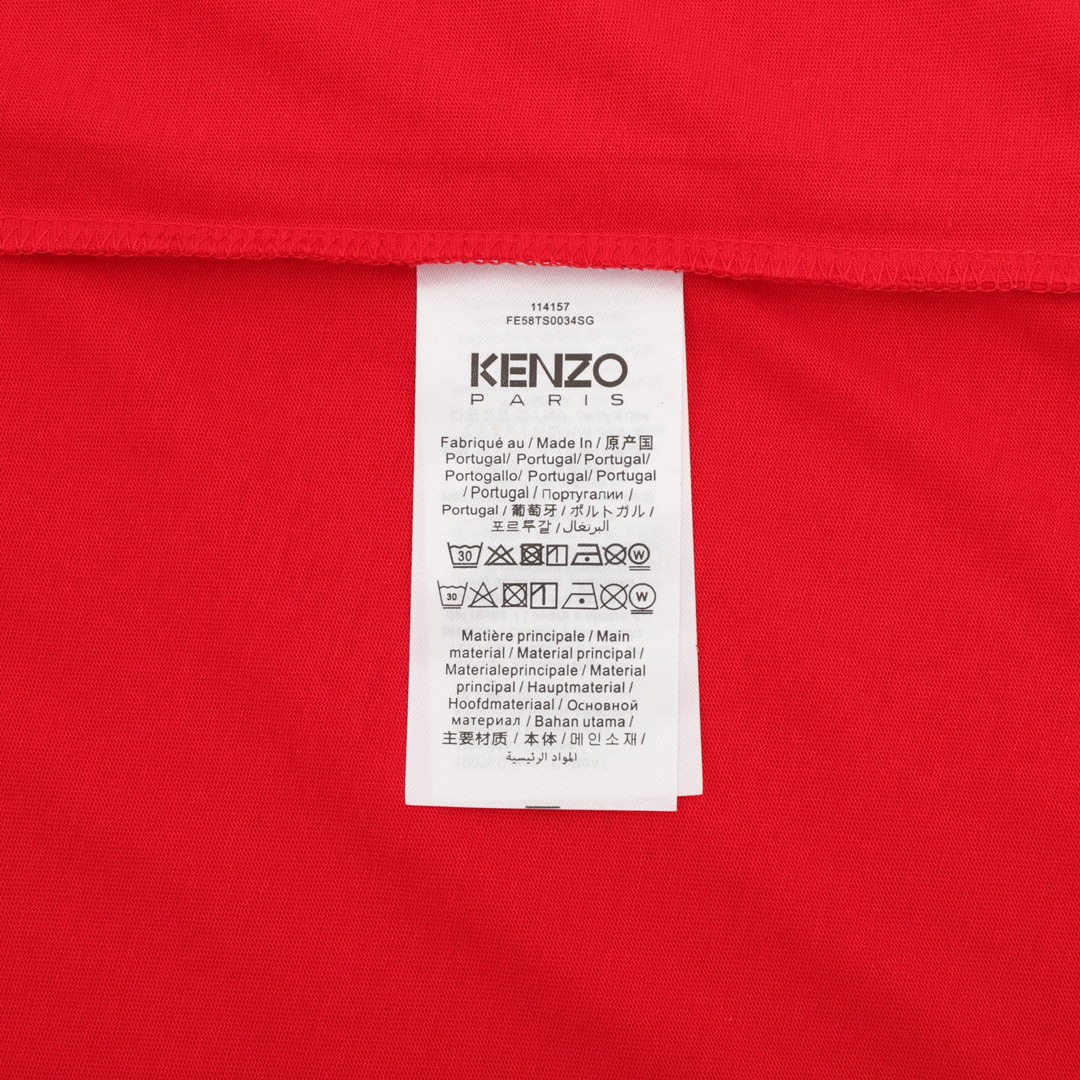 114157
FE58TS0034SG
KENZO
PARIS
Fabriqué au / Made In / 原产国
Portugal/ Portugal/ Portugal/
Portogallo/ Portugal/ Portugal
/ Portugal / Португалии /
Portugal / 葡萄牙 / ポルトガル /
포르투갈 / البرتغال/
30 1 W
30 1 W
Matière principale / Main
material / Material principal /
Materialeprincipale / Material
principal / Hauptmaterial /
Hoofdmateriaal / Основной
материал / Bahan utama /
主要材质 / 本体 / 메인소재 /
المواد الرئيسية